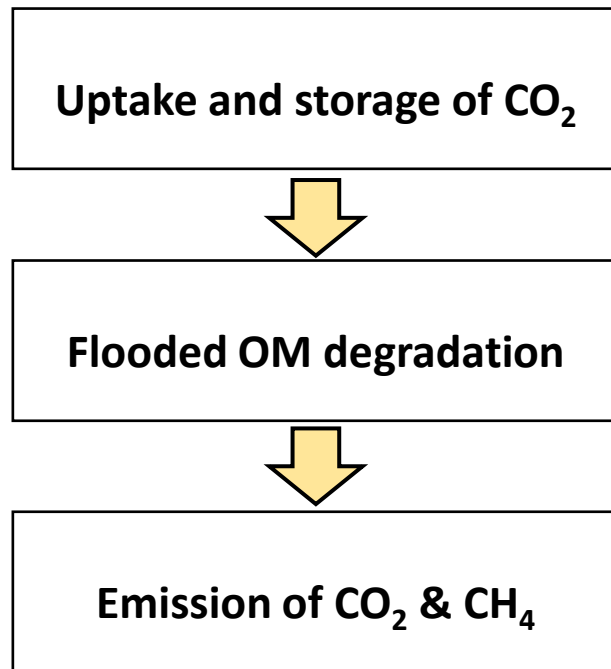 Uptake and storage of CO₂
Flooded OM degradation
Emission of CO₂ & CH₄